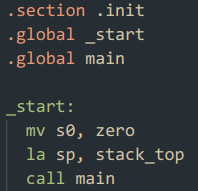 .section .init
.global _start
.global main

_start:
  mv s0, zero
  la sp, stack_top
  call main